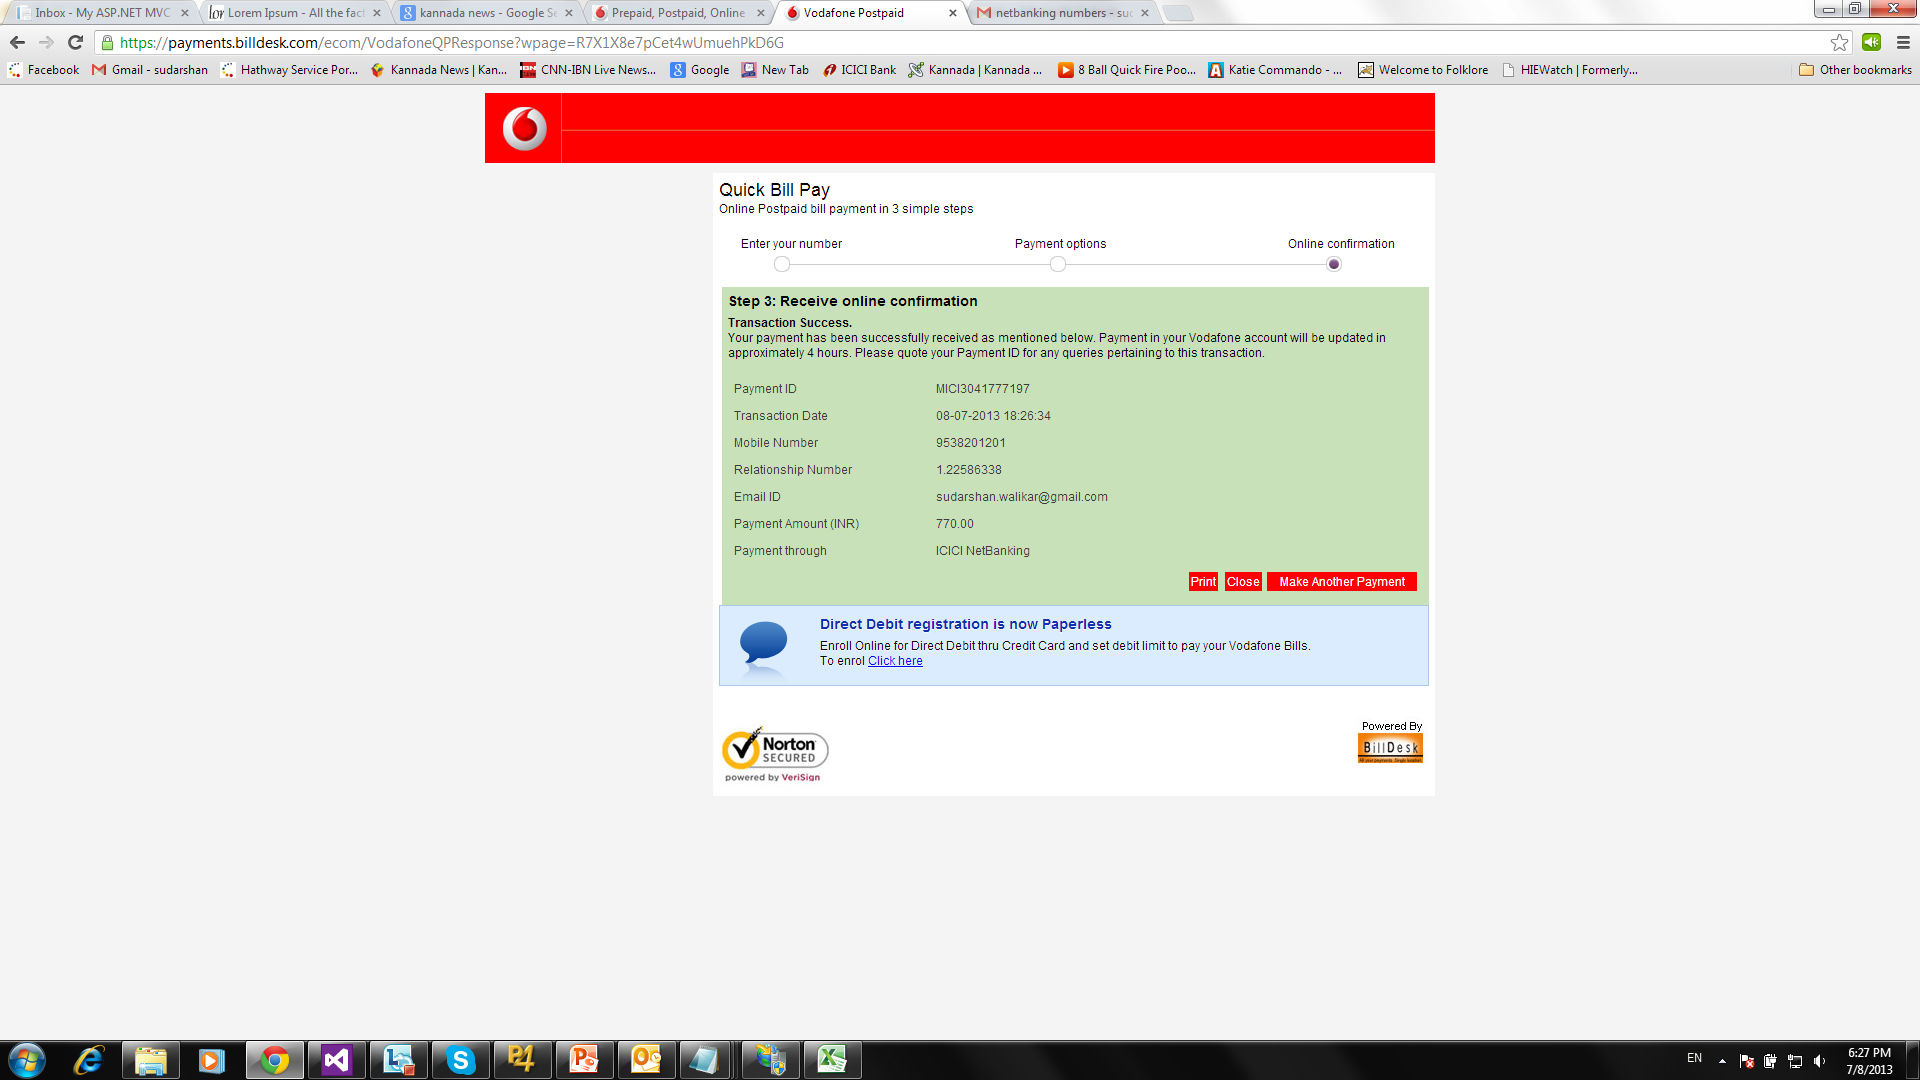 Inbox - My ASP.NET MVC
Lorem Ipsum - All the fact
kannada news - Google Se
Prepaid, Postpaid, Online
Vodafone Postpaid
netbanking numbers - sud
https://payments.billdesk.com/ecom/VodafoneQPResponse?wpage=R7X1X8e7pCet4wUmuehPkD6G
Facebook
Gmail - sudarshan
Hathway Service Por...
Kannada News | Kan...
CNN-IBN Live News...
Google
New Tab
ICICI Bank
Kannada | Kannada ...
8 Ball Quick Fire Poo...
Katie Commando - ...
Welcome to Folklore
HIEWatch | Formerly...
Other bookmarks
Quick Bill Pay
Online Postpaid bill payment in 3 simple steps
Enter your number
Payment options
Online confirmation
Step 3: Receive online confirmation
Transaction Success.
Your payment has been successfully received as mentioned below. Payment in your Vodafone account will be updated in
approximately 4 hours. Please quote your Payment ID for any queries pertaining to this transaction.
Payment ID MICI3041777197
Transaction Date 08-07-2013 18:26:34
Mobile Number 9538201201
Relationship Number 1.22586338
Email ID sudarshan.walikar@gmail.com
Payment Amount (INR) 770.00
Payment through ICICI NetBanking
Print Close Make Another Payment
Direct Debit registration is now Paperless
Enroll Online for Direct Debit thru Credit Card and set debit limit to pay your Vodafone Bills.
To enrol Click here
Norton
SECURED
powered by VeriSign
Powered By
BillDesk
All your payments. Single location.
EN
6:27 PM
7/8/2013